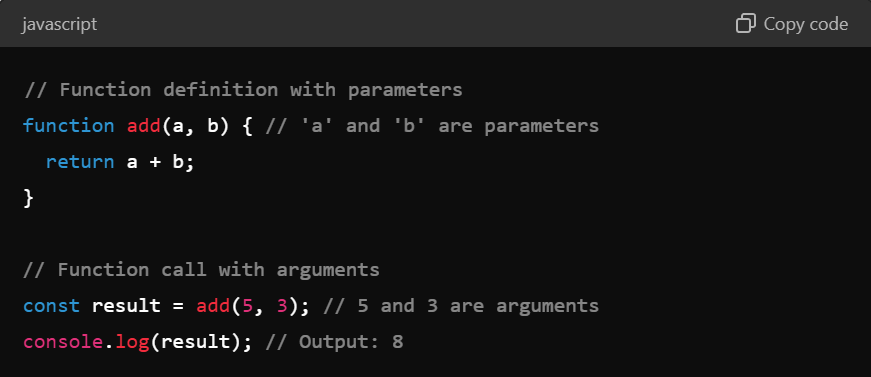 javascript
Copy code
// Function definition with parameters
function add(a, b) { // 'a' and 'b' are parameters
  return a + b;
}
// Function call with arguments
const result = add(5, 3); // 5 and 3 are arguments
console.log(result); // Output: 8